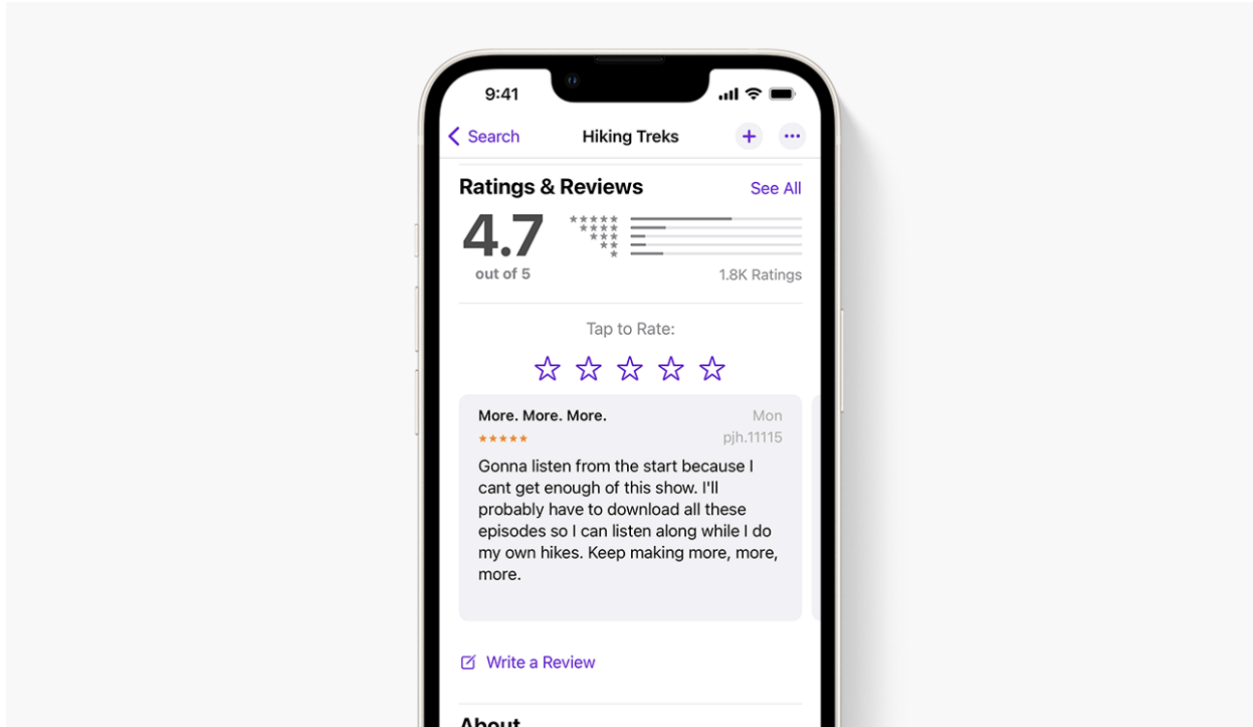 9:41
Search
Hiking Treks
Ratings & Reviews
See All
4.7
out of 5
1.8K Ratings
Tap to Rate:
More. More. More.
Mon
pjh.11115
Gonna listen from the start because I
cant get enough of this show. I'll
probably have to download all these
episodes so I can listen along while I do
my own hikes. Keep making more, more,
more.
Write a Review
About